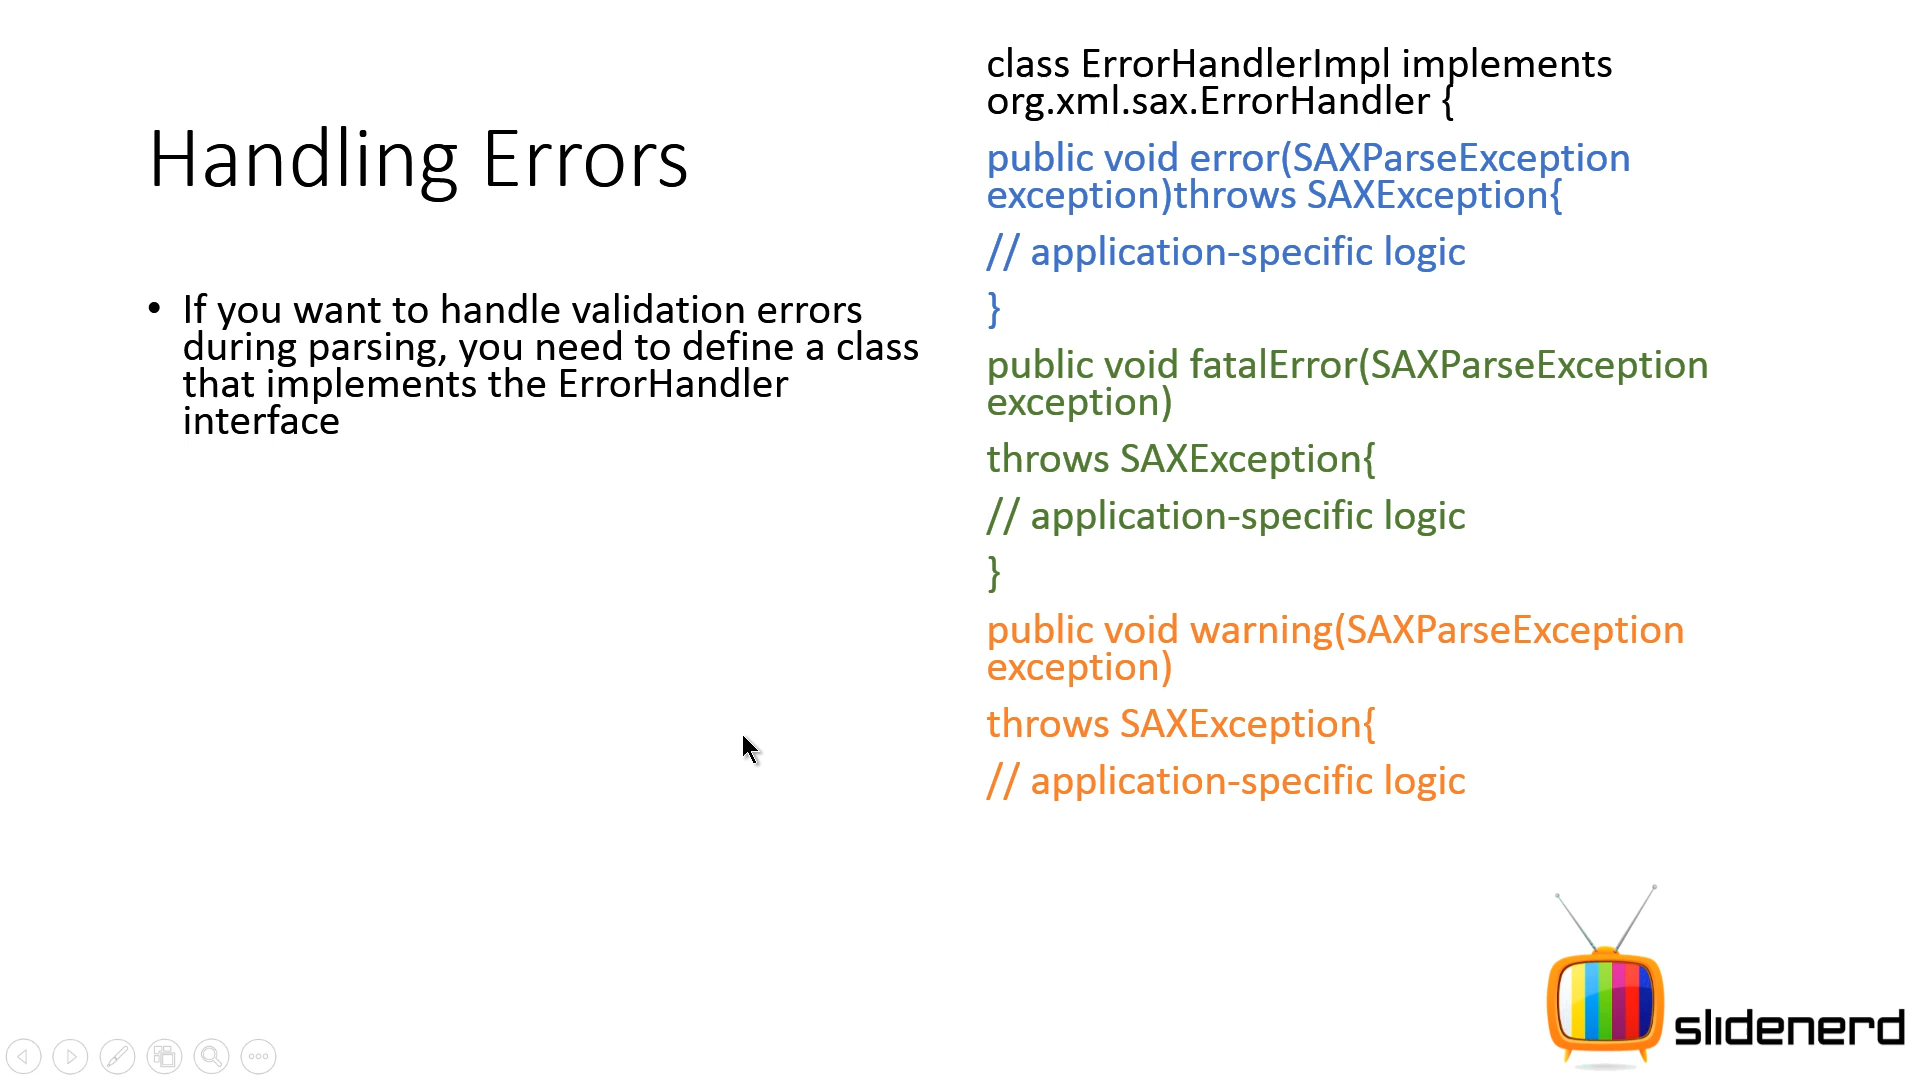 Handling Errors
• If you want to handle validation errors
during parsing, you need to define a class
that implements the ErrorHandler
interface
class ErrorHandlerImpl implements
org.xml.sax.ErrorHandler {
public void error(SAXParseException
exception)throws SAXException{
// application-specific logic
}
public void fatalError(SAXParseException
exception)
throws SAXException{
// application-specific logic
}
public void warning(SAXParseException
exception)
throws SAXException{
// application-specific logic
slidenerd